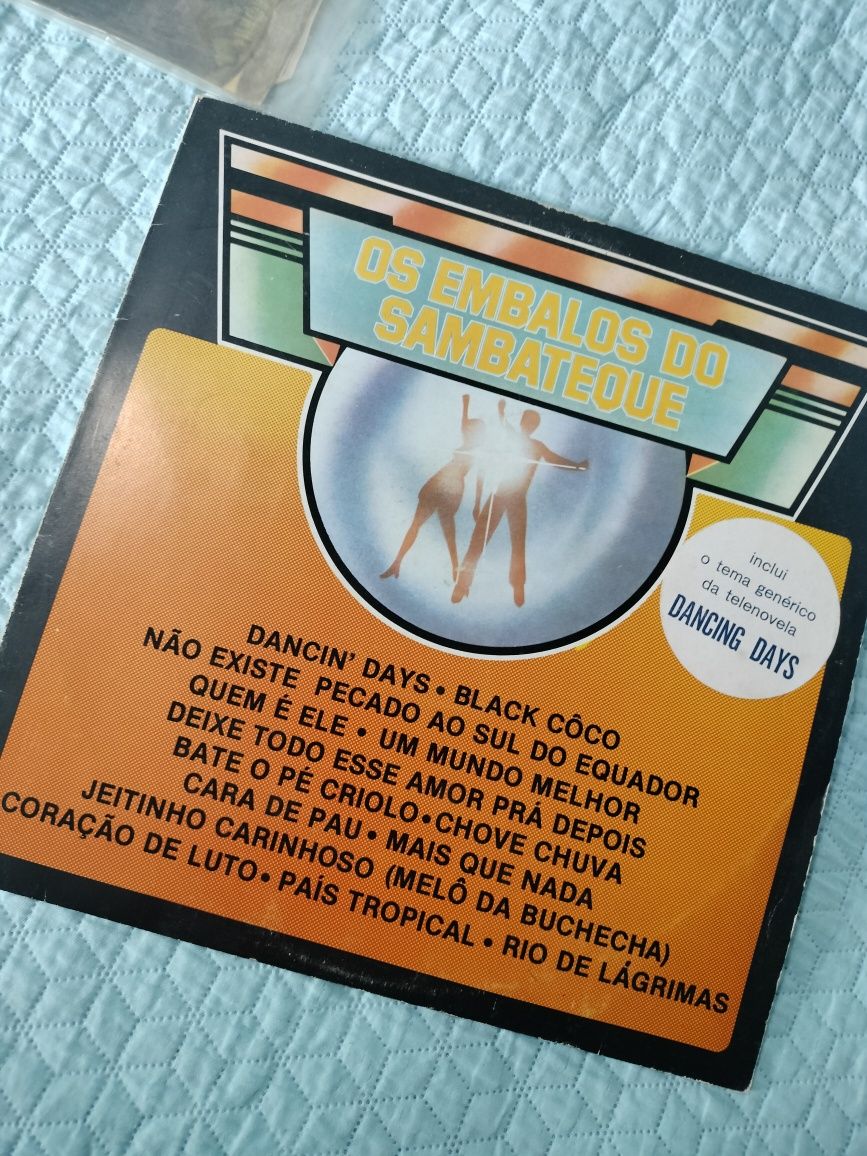 OS EMBALOS DO
SAMBATEQUE
inclui
o tema genérico
da telenovela
DANCING DAYS
DANCIN' DAYS • BLACK CÔCO
NÃO EXISTE PECADO AO SUL DO EQUADOR
QUEM É ELE • UM MUNDO MELHOR
DEIXE TODO ESSE AMOR PRÁ DEPOIS
BATE O PÉ CRIOLO • CHOVE CHUVA
CARA DE PAU • MAIS QUE NADA
JEITINHO CARINHOSO (MELÔ DA BUCHECHA)
CORAÇÃO DE LUTO • PAÍS TROPICAL • RIO DE LÁGRIMAS